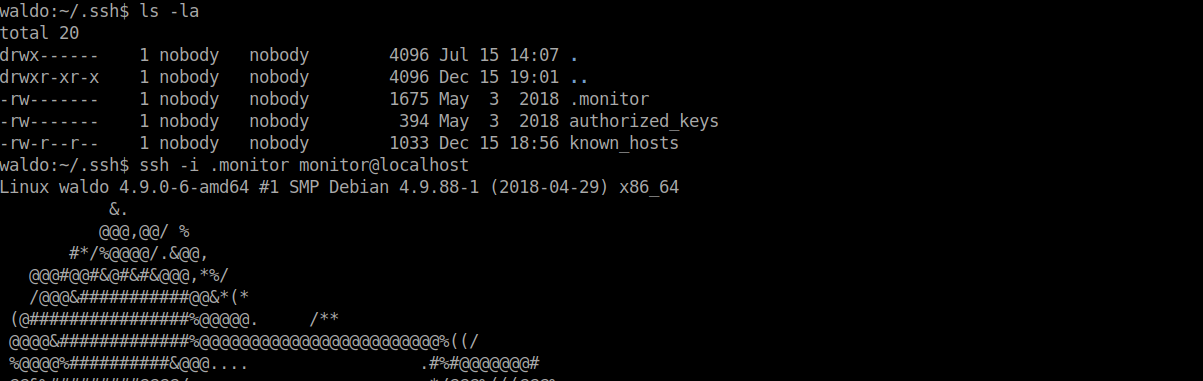 waldo:~/.ssh$ ls -la
total 20
drwx------    1 nobody   nobody        4096 Jul 15 14:07 .
drwxr-xr-x    1 nobody   nobody        4096 Dec 15 19:01 ..
-rw-------    1 nobody   nobody        1675 May  3  2018 .monitor
-rw-------    1 nobody   nobody         394 May  3  2018 authorized_keys
-rw-r--r--    1 nobody   nobody        1033 Dec 15 18:56 known_hosts
waldo:~/.ssh$ ssh -i .monitor monitor@localhost
Linux waldo 4.9.0-6-amd64 #1 SMP Debian 4.9.88-1 (2018-04-29) x86_64
           &.
          @@@,@@/ %
       #*/%@@@@/.&@@,
   @@@#@@#&@#&#&@@@,*%/
   /@@@&###########@@&*(*
 (@################%@@@@@.     /**
 @@@@&#############%@@@@@@@@@@@@@@@@@@@@@@@@%((/
 %@@@@%##########&@@@....                 .#%#@@@@@@@#